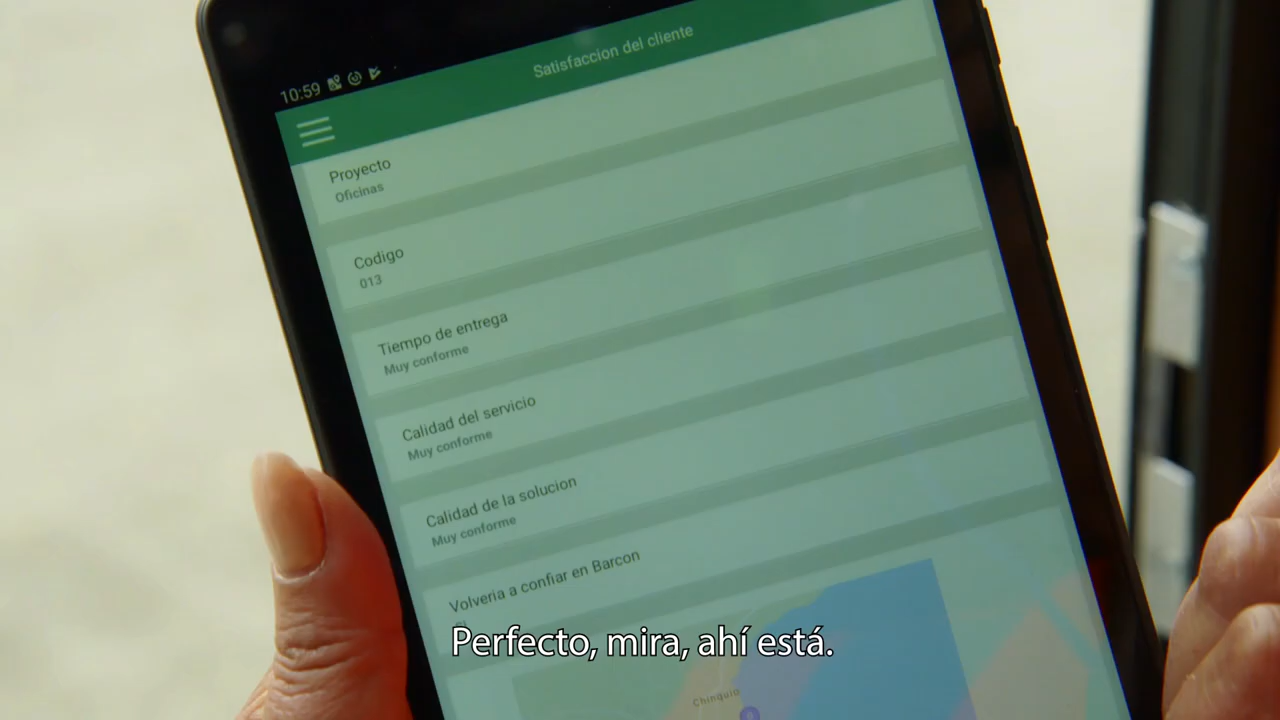 10:59
Satisfaccion del cliente
Proyecto
Oficinas
Codigo
013
Tiempo de entrega
Muy conforme
Calidad del servicio
Muy conforme
Calidad de la solucion
Muy conforme
Volveria a confiar en Barcon
Perfecto, mira, ahí está.
Chinquio